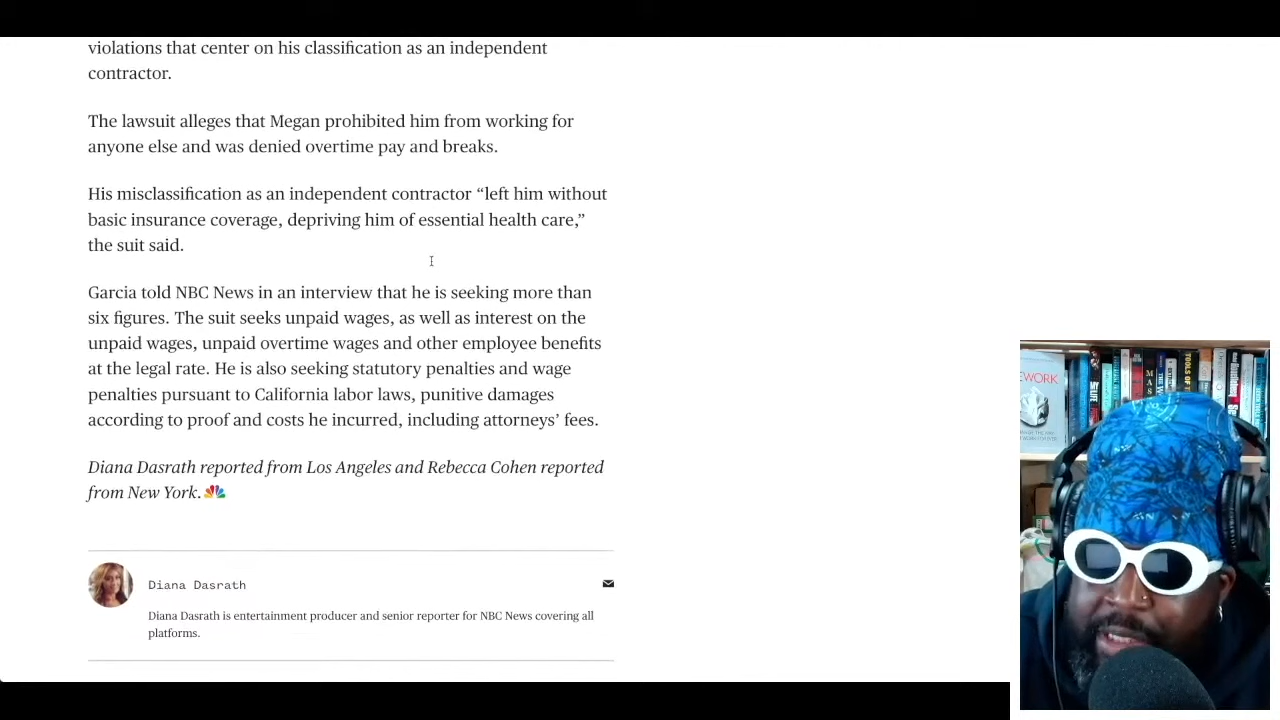 violations that center on his classification as an independent
contractor.
The lawsuit alleges that Megan prohibited him from working for
anyone else and was denied overtime pay and breaks.
His misclassification as an independent contractor “left him without
basic insurance coverage, depriving him of essential health care,”
the suit said.
Garcia told NBC News in an interview that he is seeking more than
six figures. The suit seeks unpaid wages, as well as interest on the
unpaid wages, unpaid overtime wages and other employee benefits
at the legal rate. He is also seeking statutory penalties and wage
penalties pursuant to California labor laws, punitive damages
according to proof and costs he incurred, including attorneys’ fees.
Diana Dasrath reported from Los Angeles and Rebecca Cohen reported
from New York.
Diana Dasrath
Diana Dasrath is entertainment producer and senior reporter for NBC News covering all
platforms.
TOOLS OF
MY LIFE